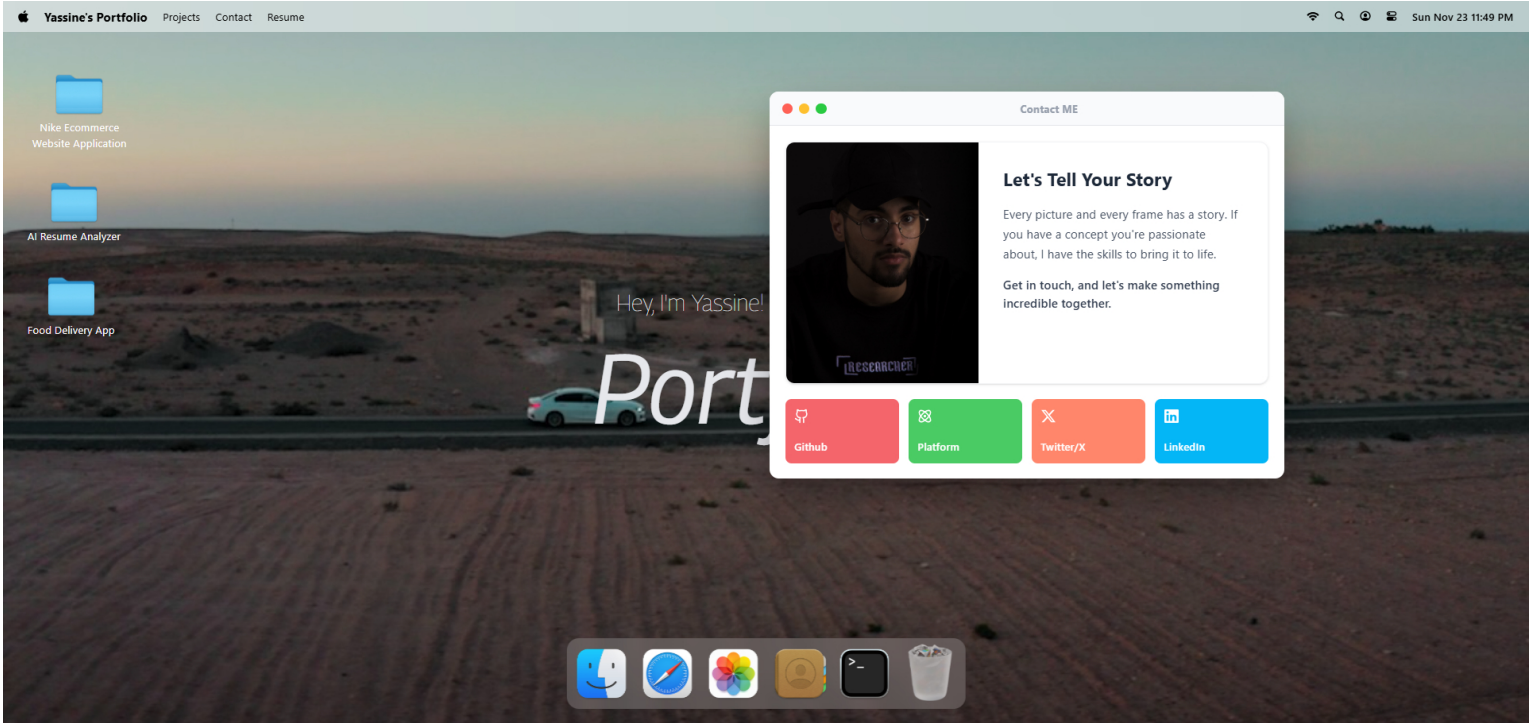 Yassine's Portfolio Projects Contact Resume
Sun Nov 23 11:49 PM
Nike Ecommerce
Website Application
AI Resume Analyzer
Food Delivery App
Hey, I'm Yassine!
Contact ME
Let's Tell Your Story
Every picture and every frame has a story. If
you have a concept you're passionate
about, I have the skills to bring it to life.
Get in touch, and let's make something
incredible together.
RESEARCHER
Github
Platform
Twitter/X
LinkedIn
>_